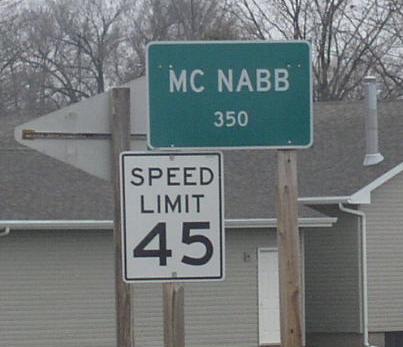 MC NABB
350
SPEED
LIMIT
45